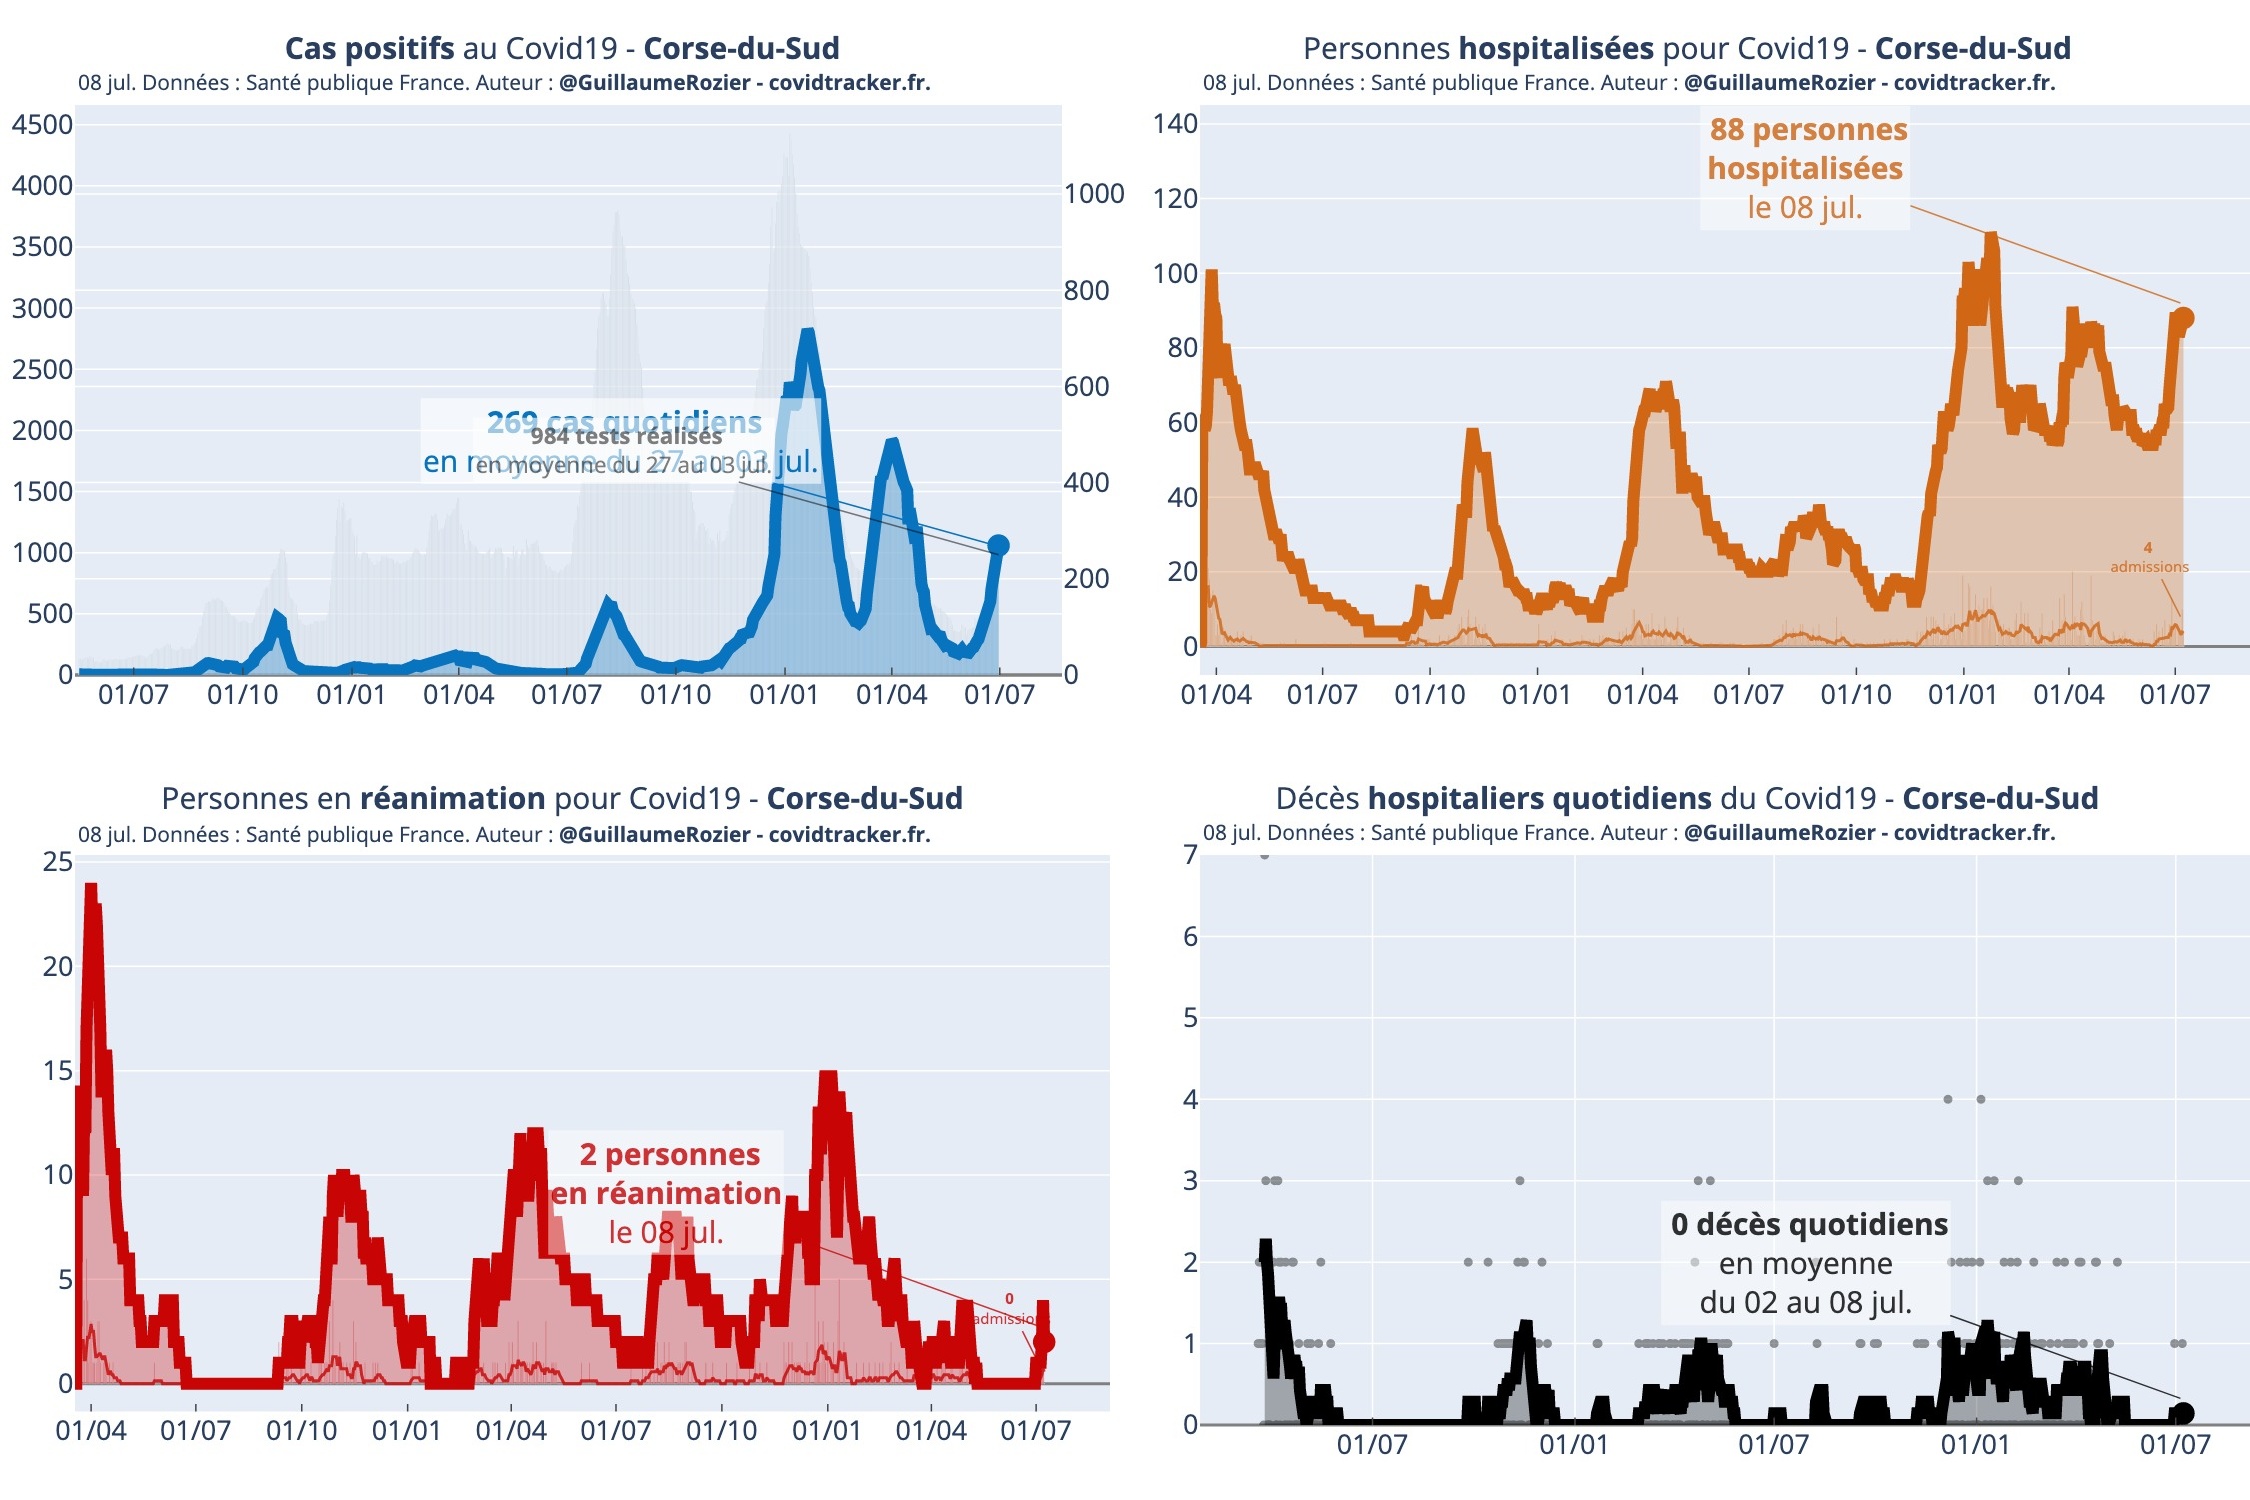 Cas positifs au Covid19 - Corse-du-Sud
08 jul. Données : Santé publique France. Auteur : @GuillaumeRozier - covidtracker.fr.
4500
4000
3500
3000
2500
2000
1500
1000
500
0
1000
800
600
400
200
0
269 cas quotidiens
en moyenne du 27 au 03 jul.
984 tests réalisés
en moyenne du 27 au 03 jul.
01/07 01/10 01/01 01/04 01/07 01/10 01/01 01/04 01/07
Personnes hospitalisées pour Covid19 - Corse-du-Sud
08 jul. Données : Santé publique France. Auteur : @GuillaumeRozier - covidtracker.fr.
140
120
100
80
60
40
20
0
88 personnes
hospitalisées
le 08 jul.
4
admissions
01/04 01/07 01/10 01/01 01/04 01/07 01/10 01/01 01/04 01/07
Personnes en réanimation pour Covid19 - Corse-du-Sud
08 jul. Données : Santé publique France. Auteur : @GuillaumeRozier - covidtracker.fr.
25
20
15
10
5
0
2 personnes
en réanimation
le 08 jul.
0
admissions
01/04 01/07 01/10 01/01 01/04 01/07 01/10 01/01 01/04 01/07
Décès hospitaliers quotidiens du Covid19 - Corse-du-Sud
08 jul. Données : Santé publique France. Auteur : @GuillaumeRozier - covidtracker.fr.
7
6
5
4
3
2
1
0
0 décès quotidiens
en moyenne
du 02 au 08 jul.
01/07 01/01 01/07 01/01 01/07